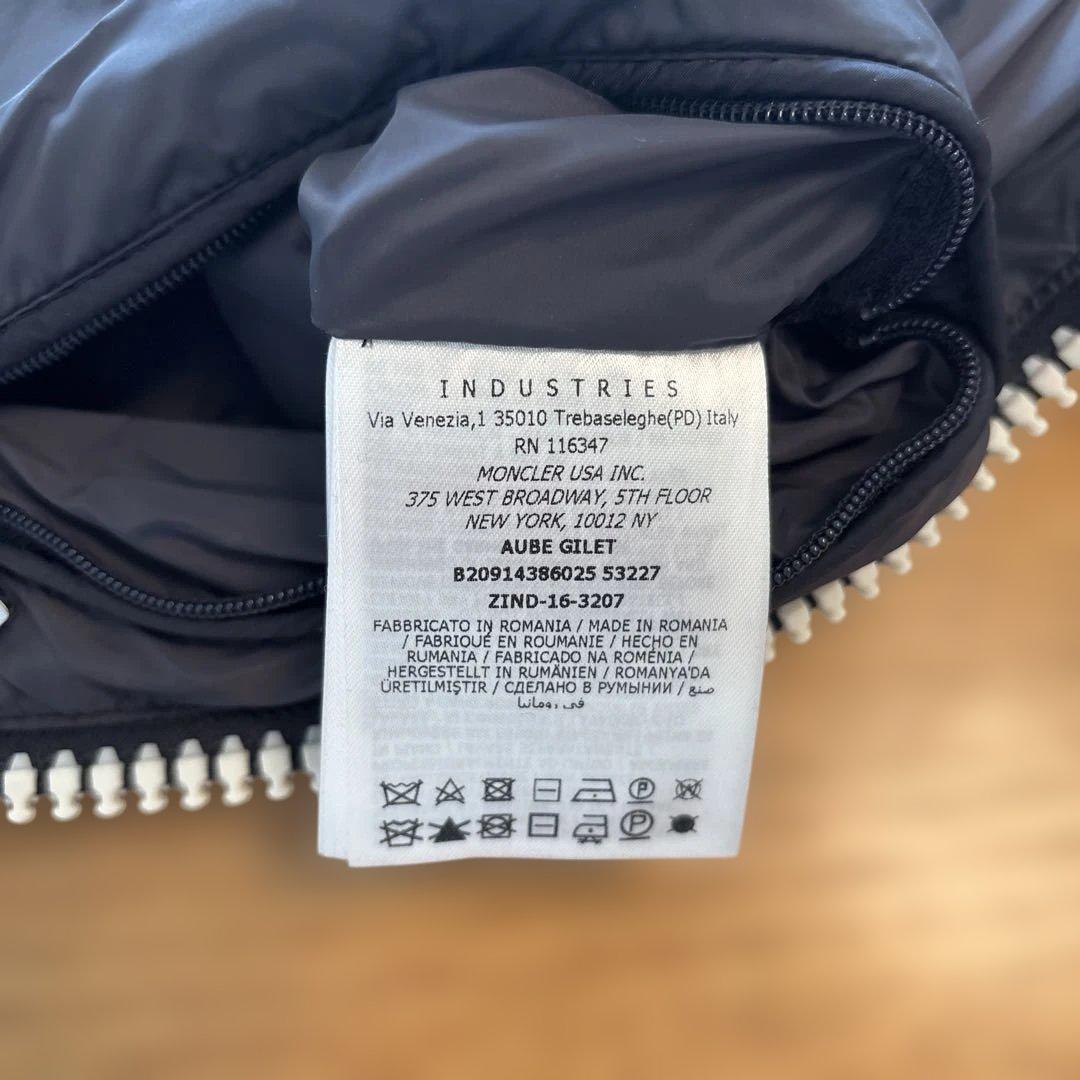 INDUSTRIES
Via Venezia,1 35010 Trebaseleghe(PD) Italy
RN 116347
MONCLER USA INC.
375 WEST BROADWAY, 5TH FLOOR
NEW YORK, 10012 NY
AUBE GILET
B20914386025 53227
ZIND-16-3207
FABBRICATO IN ROMANIA / MADE IN ROMANIA
/ FABRIQUÉ EN ROUMANIE / HECHO EN
RUMANIA / FABRICADO NA ROMÉNIA /
HERGESTELLT IN RUMÄNIEN / ROMANYA'DA
ÜRETILMIŞTIR / СДЕЛАНО В РУМЫНИИ / صنع
في رومانيا
P W
P